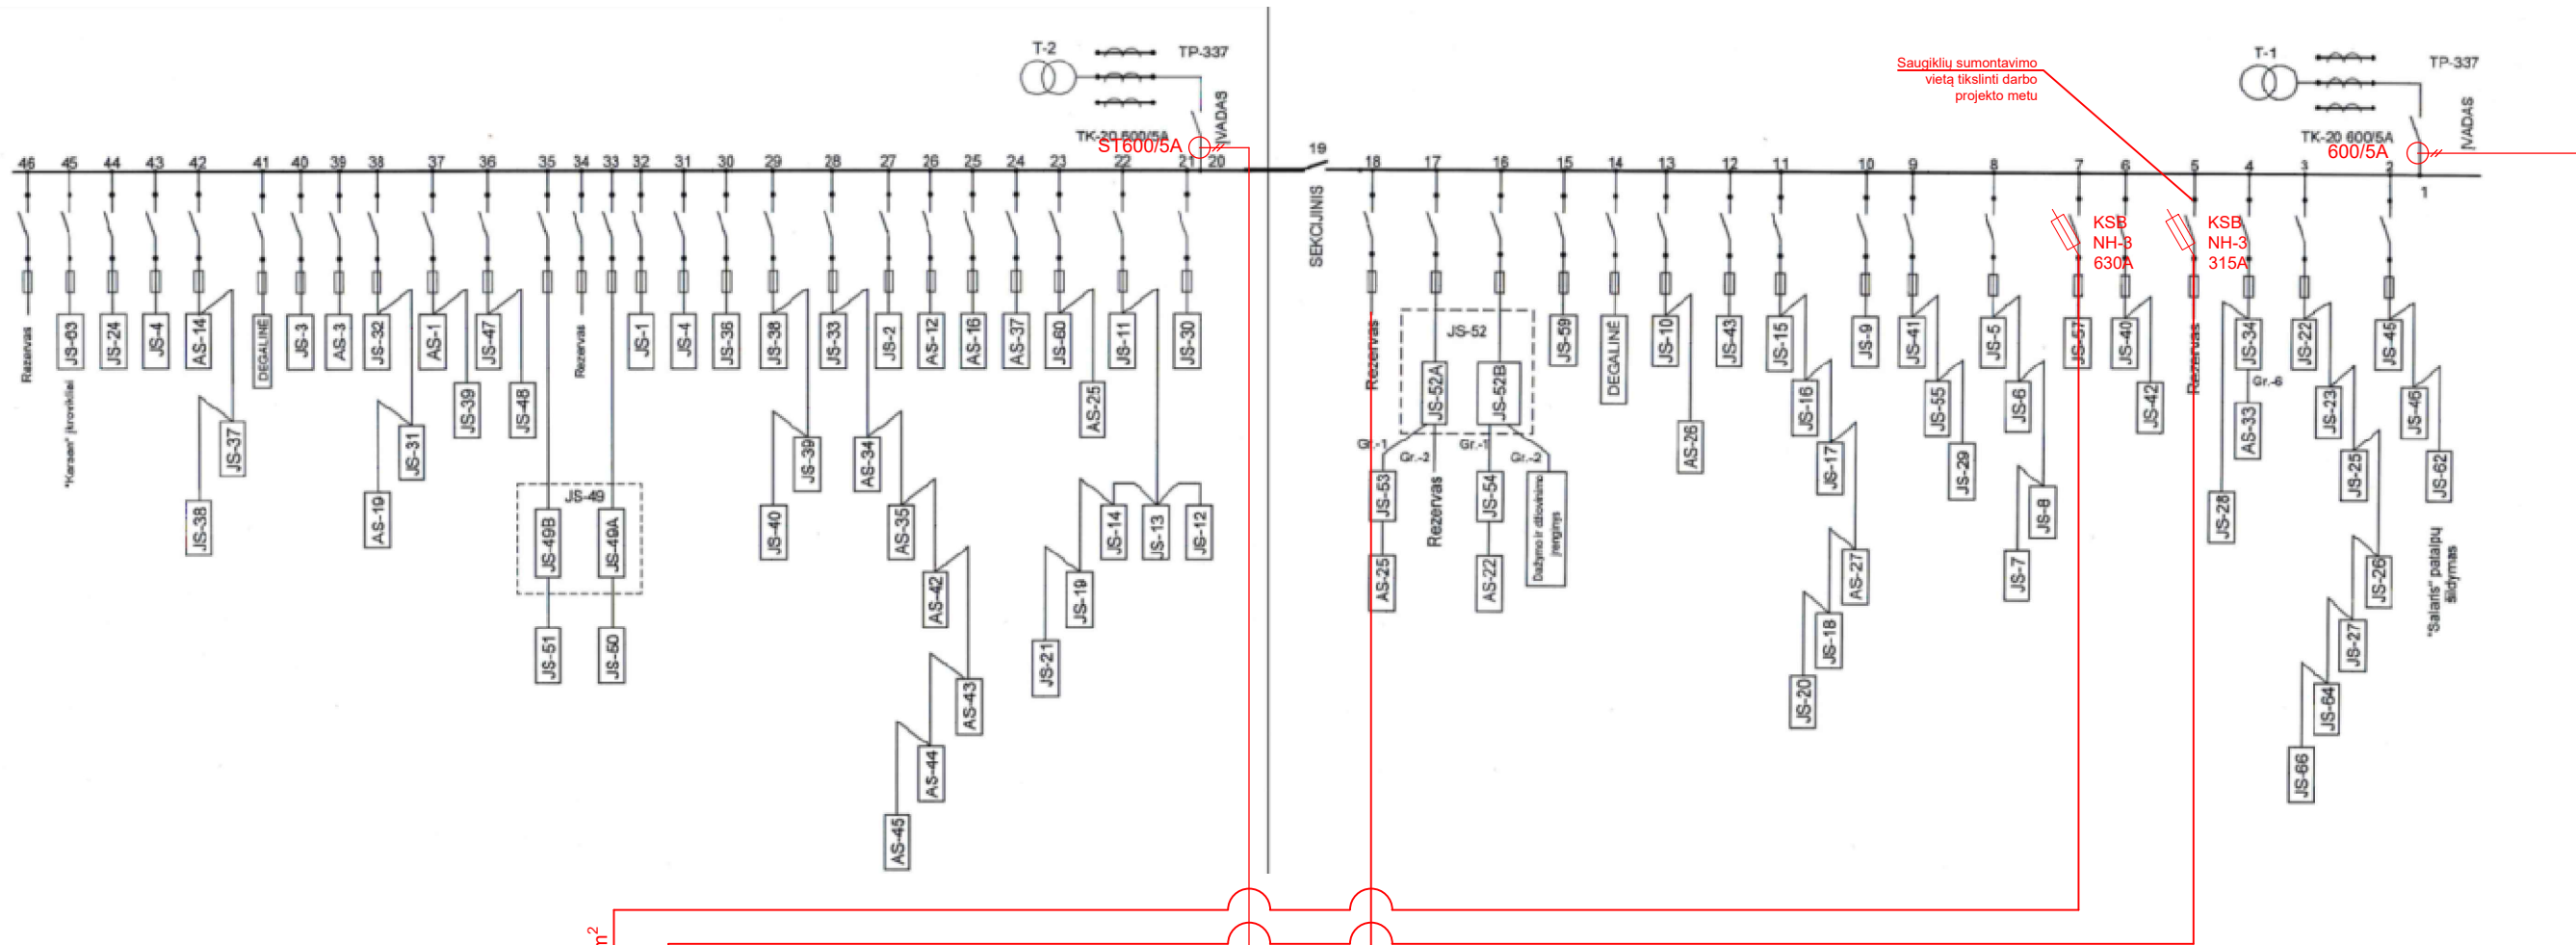 T-2
TP-337
TK-20 600/5A
ST600/5A
ĮVADAS
Saugiklių sumontavimo
vietą tikslinti darbo
projekto metu
T-1
TP-337
TK-20 600/5A
600/5A
ĮVADAS
46 45 44 43 42 41 40 39 38 37 36 35 34 33 32 31 30 29 28 27 26 25 24 23 22 21 20
19
18 17 16 15 14 13 12 11 10 9 8 7 6 5 4 3 2
1
SEKCIJINIS
KSB
NH-3
630A
KSB
NH-3
315A
Rezervas
JS-63
"Karsan" įkrovikliai
JS-24
JS-4
AS-14
JS-37
JS-38
DEGALINĖ
JS-3
AS-3
JS-32
JS-31
AS-19
AS-1
JS-39
JS-47
JS-48
JS-49
JS-49B
JS-49A
JS-51
JS-50
Rezervas
JS-1
JS-4
JS-36
JS-38
JS-39
JS-40
JS-33
AS-34
AS-35
AS-42
AS-43
AS-44
AS-45
JS-2
AS-12
AS-16
AS-37
JS-60
AS-25
JS-11
JS-14
JS-13
JS-12
JS-19
JS-21
JS-30
Rezervas
JS-52
JS-52A
JS-52B
Gr.-1
Gr.-2
Gr.-1
Gr.-2
JS-53
AS-25
Rezervas
JS-54
AS-22
Dažymo ir džiovinimo
įrenginys
JS-59
DEGALINĖ
JS-10
AS-26
JS-43
JS-15
JS-16
JS-17
AS-27
JS-18
JS-20
JS-9
JS-41
JS-55
JS-29
JS-5
JS-6
JS-8
JS-7
JS-57
JS-40
JS-42
Rezervas
JS-34
Gr.-6
AS-33
JS-28
JS-22
JS-23
JS-25
JS-26
JS-27
JS-64
JS-66
JS-45
JS-46
JS-62
"Salaris" patalpų
šildymas
m²